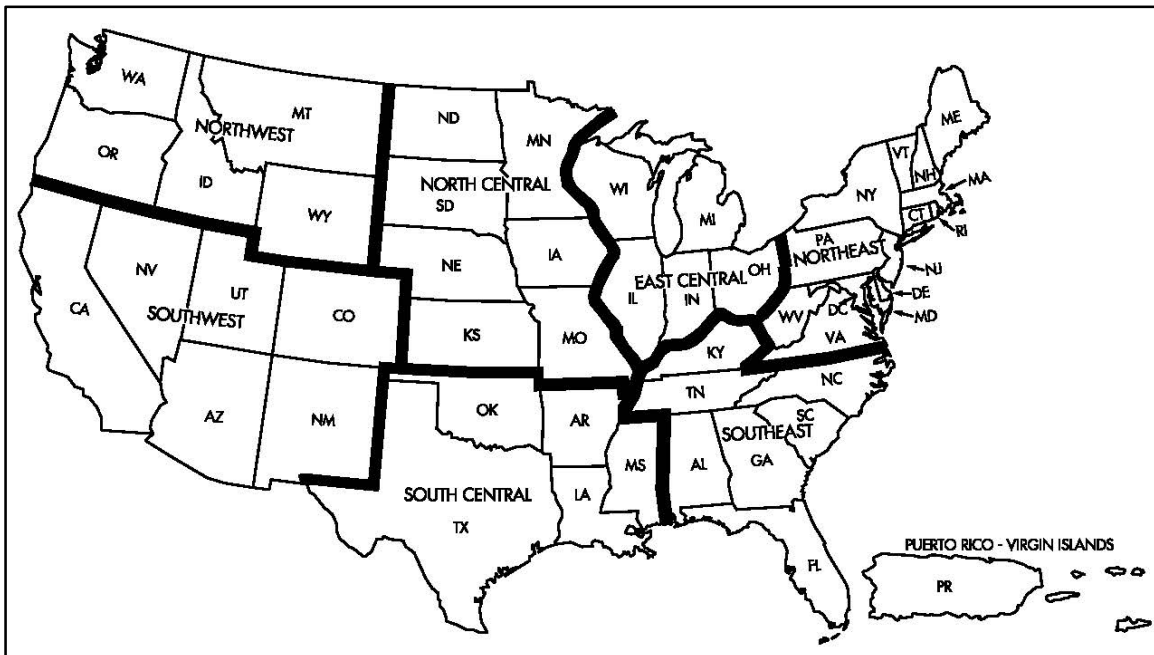 WA
MT
ND
MN
ME
NORTHWEST
OR
VT
NH
ID
NORTH CENTRAL
WI
NY
MA
SD
WY
MI
CT
RI
PA
NORTHEAST
IA
NV
NE
OH
NJ
EAST CENTRAL
UT
IL
IN
DE
CA
SOUTHWEST
CO
WV
DC
MD
KS
MO
VA
KY
NC
TN
AZ
NM
OK
AR
SC
SOUTHEAST
MS
AL
GA
SOUTH CENTRAL
LA
TX
PUERTO RICO - VIRGIN ISLANDS
FL
PR